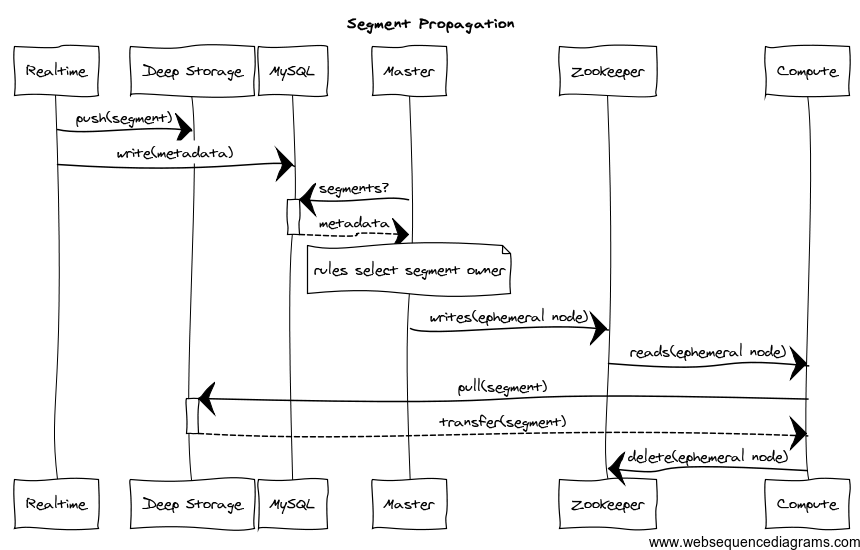 Segment Propagation
Realtime
Deep Storage
MySQL
Master
ZooKeeper
Compute
push(segment)
write(metadata)
segments?
metadata
rules select segment owner
writes(ephemeral node)
reads(ephemeral node)
pull(segment)
transfer(segment)
delete(ephemeral node)
Realtime
Deep Storage
MySQL
Master
ZooKeeper
Compute
www.websequencediagrams.com